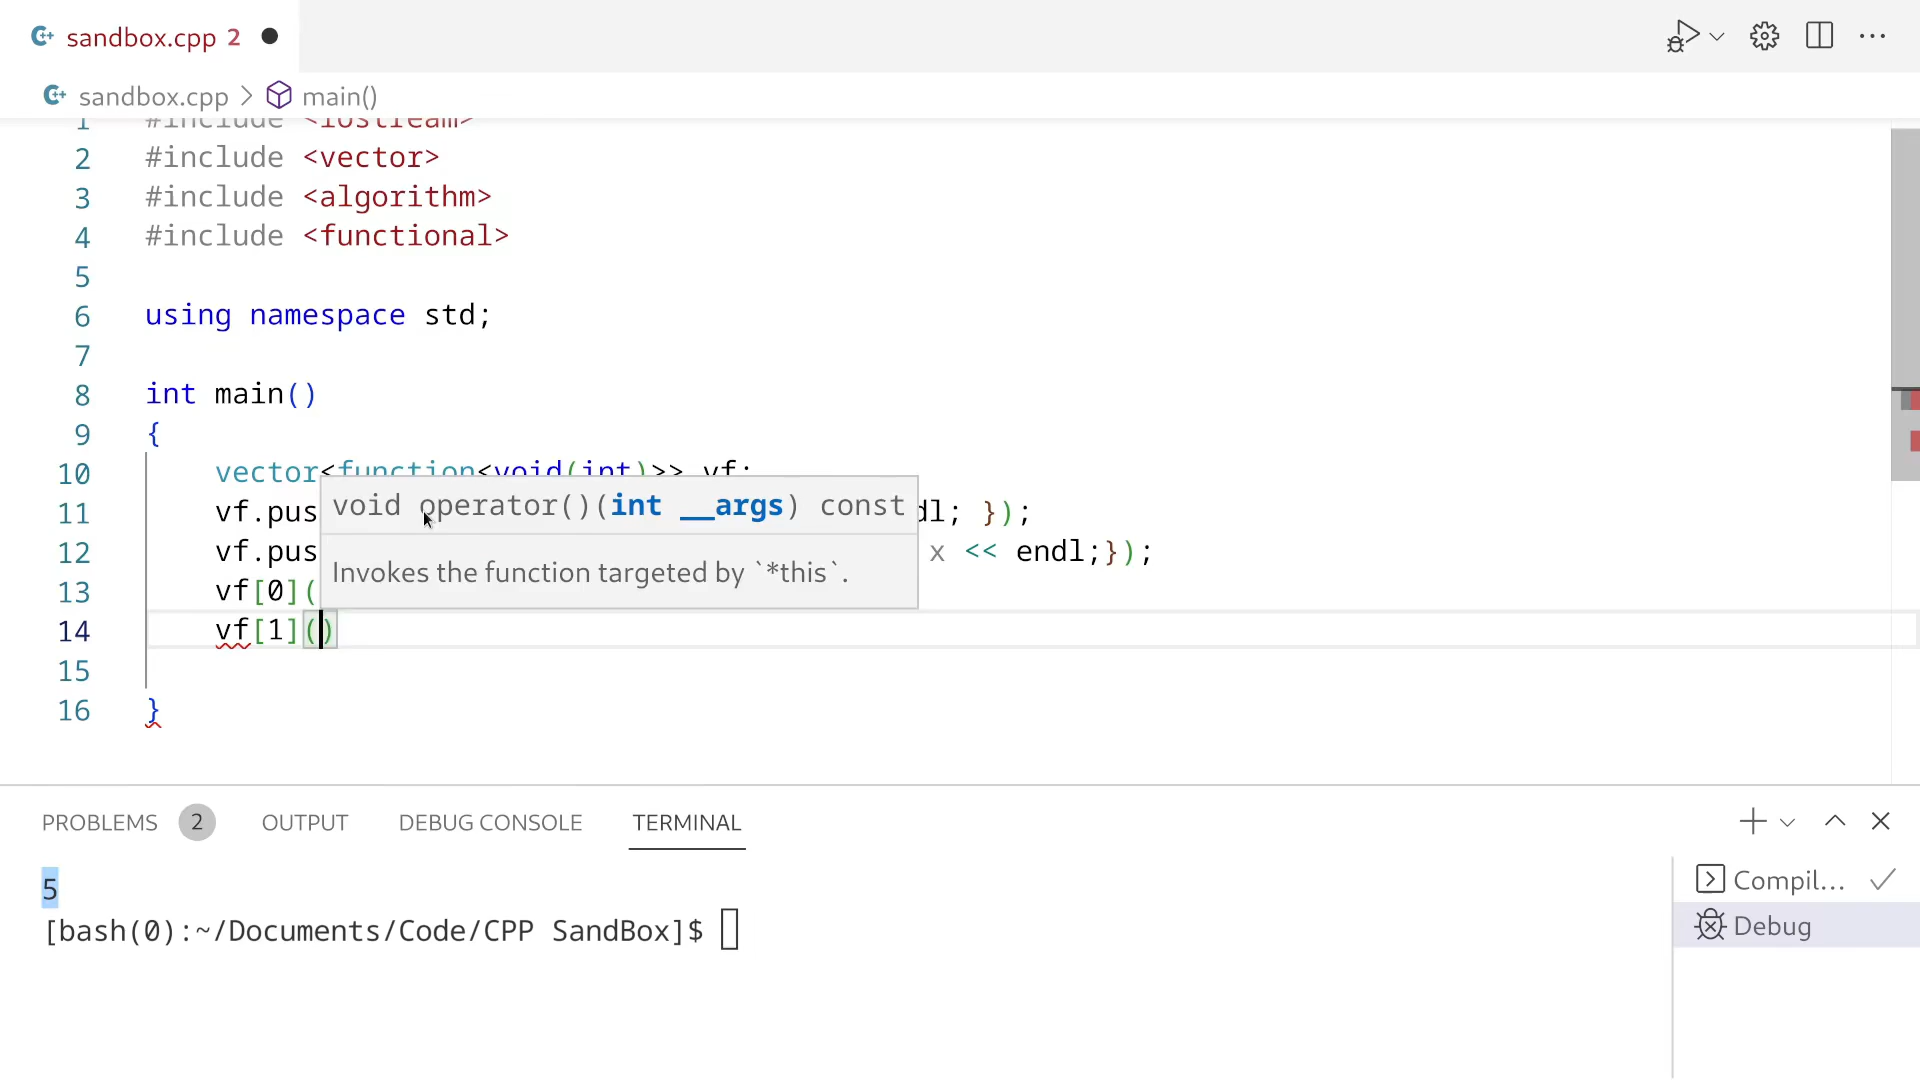 sandbox.cpp 2
sandbox.cpp > main()
1 #include <iostream>
2 #include <vector>
3 #include <algorithm>
4 #include <functional>
5
6 using namespace std;
7
8 int main()
9 {
10 vector<function<void(int)>> vf;
void operator()(int __args) const
11 vf.pus dl; });
12 vf.pus x << endl;});
Invokes the function targeted by `*this`.
13 vf[0](
14 vf[1]()
15
16 }
PROBLEMS 2 OUTPUT DEBUG CONSOLE TERMINAL
5
[bash(0):~/Documents/Code/CPP SandBox]$
Compil...
Debug